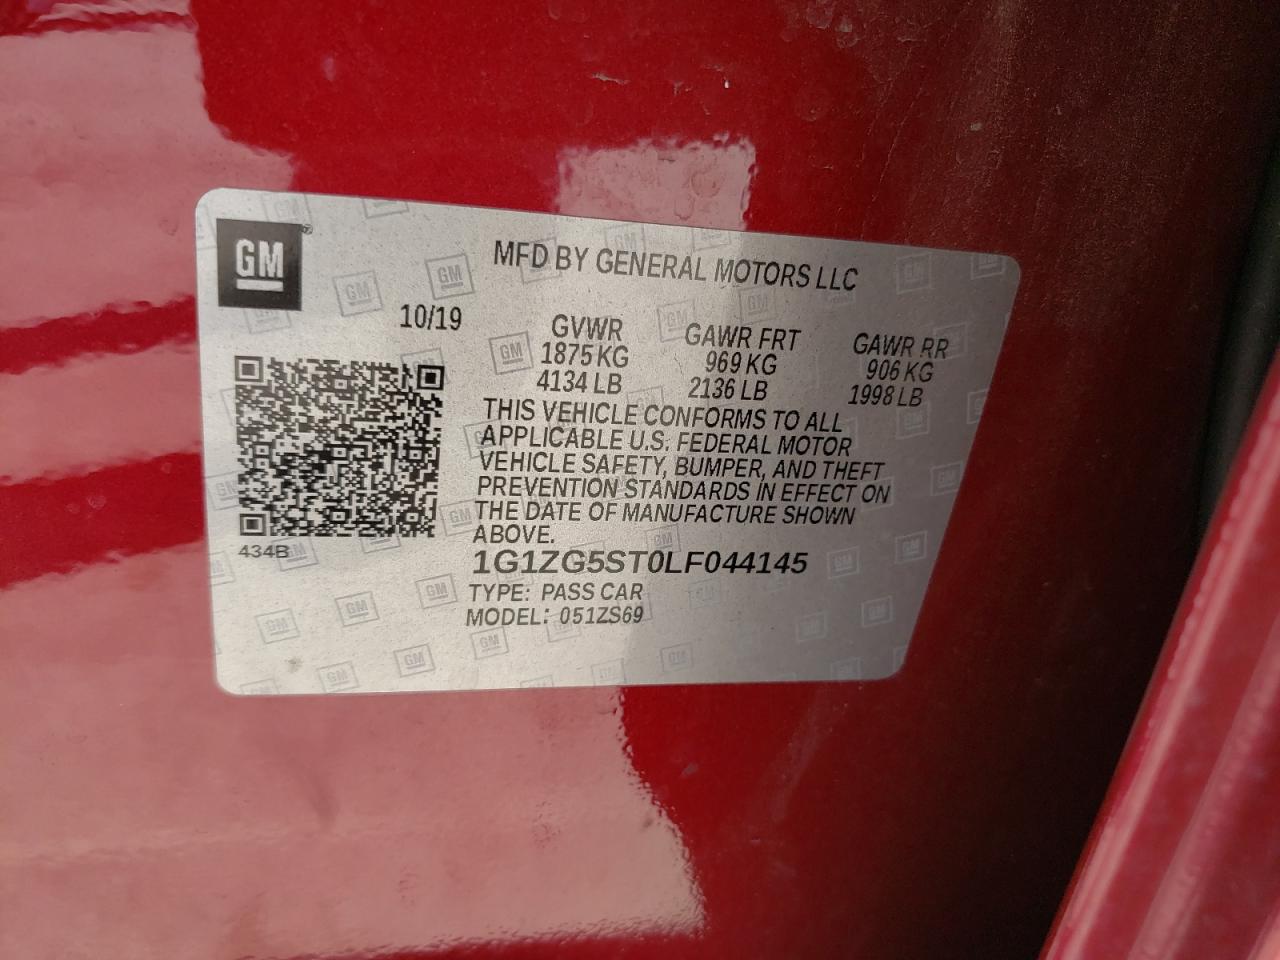 GM
MFD BY GENERAL MOTORS LLC
10/19
GVWR GAWR FRT GAWR RR
1875 KG 969 KG 906 KG
4134 LB 2136 LB 1998 LB
THIS VEHICLE CONFORMS TO ALL
APPLICABLE U.S. FEDERAL MOTOR
VEHICLE SAFETY, BUMPER, AND THEFT
PREVENTION STANDARDS IN EFFECT ON
THE DATE OF MANUFACTURE SHOWN
ABOVE.
434B
1G1ZG5ST0LF044145
TYPE: PASS CAR
MODEL: 051ZS69